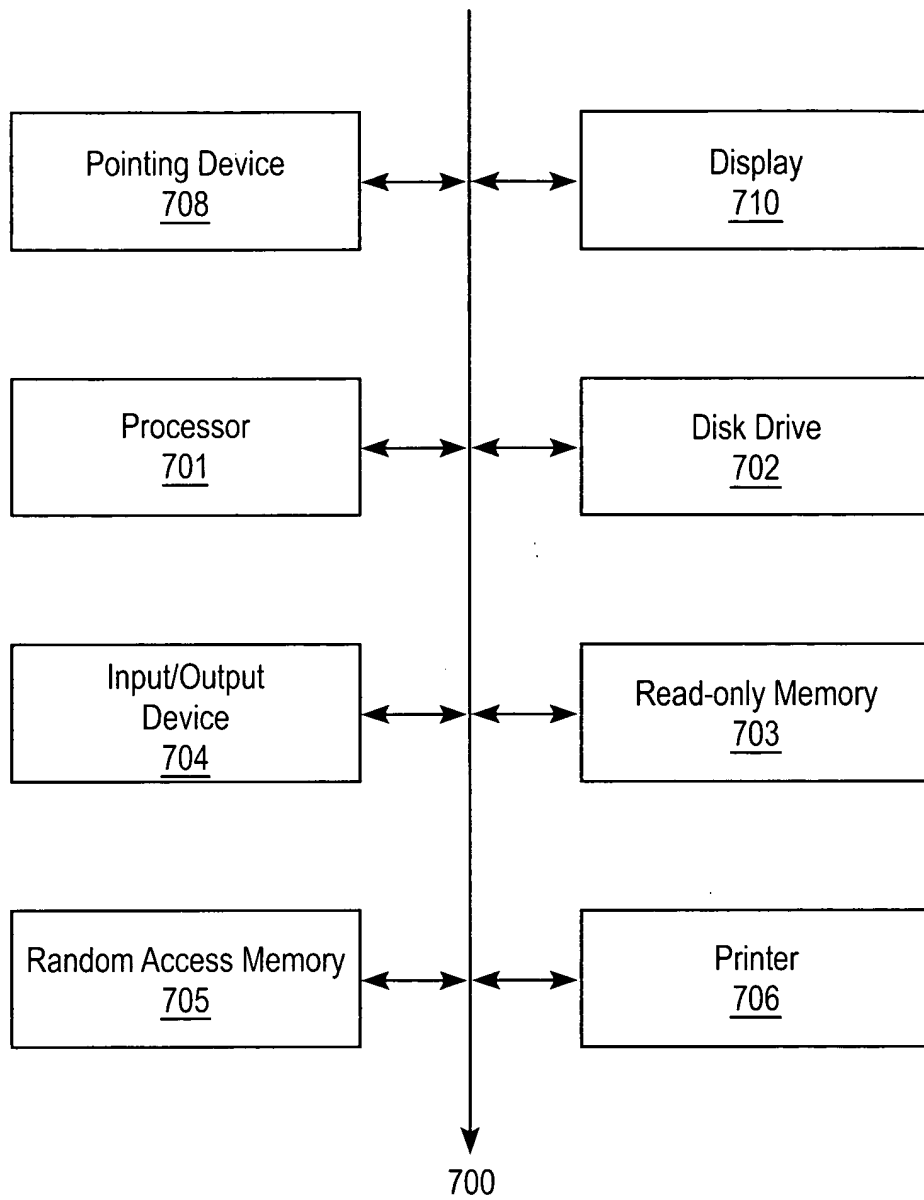 Pointing Device
708
Display
710
Processor
701
Disk Drive
702
Input/Output
Device
704
Read-only Memory
703
Random Access Memory
705
Printer
706
700